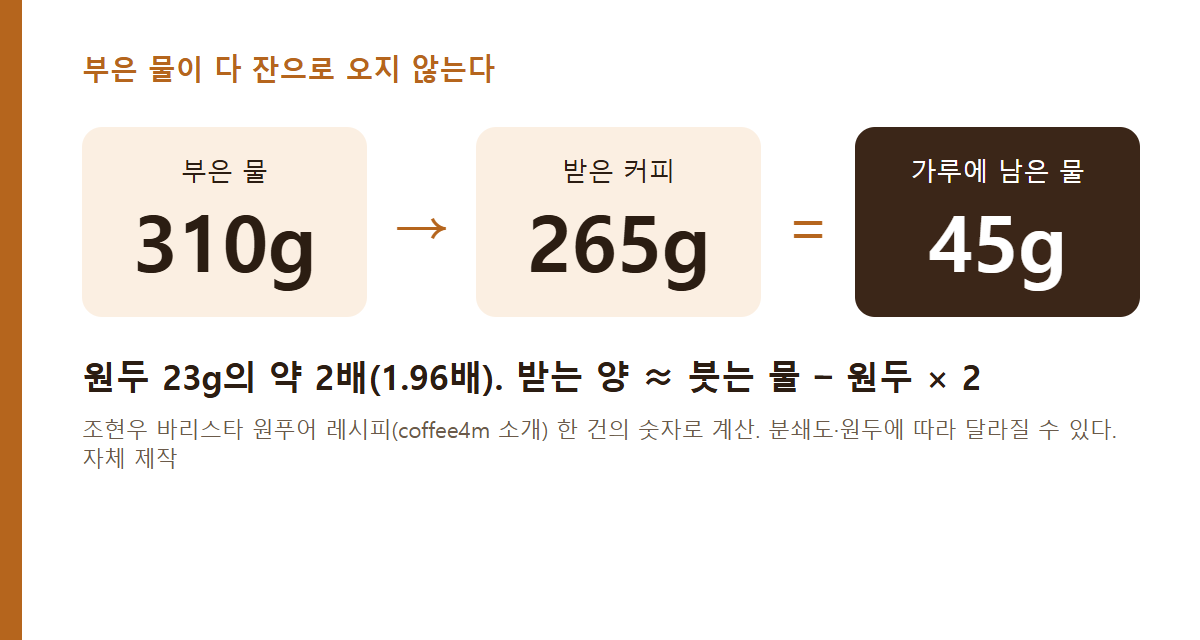 부은 물이 다 잔으로 오지 않는다
부은 물
310g
→
받은 커피
265g
=
가루에 남은 물
45g
원두 23g의 약 2배(1.96배). 받는 양 ≈ 붓는 물 − 원두 × 2
조현우 바리스타 원푸어 레시피(coffee4m 소개) 한 건의 숫자로 계산. 분쇄도·원두에 따라 달라질 수 있다.
자체 제작